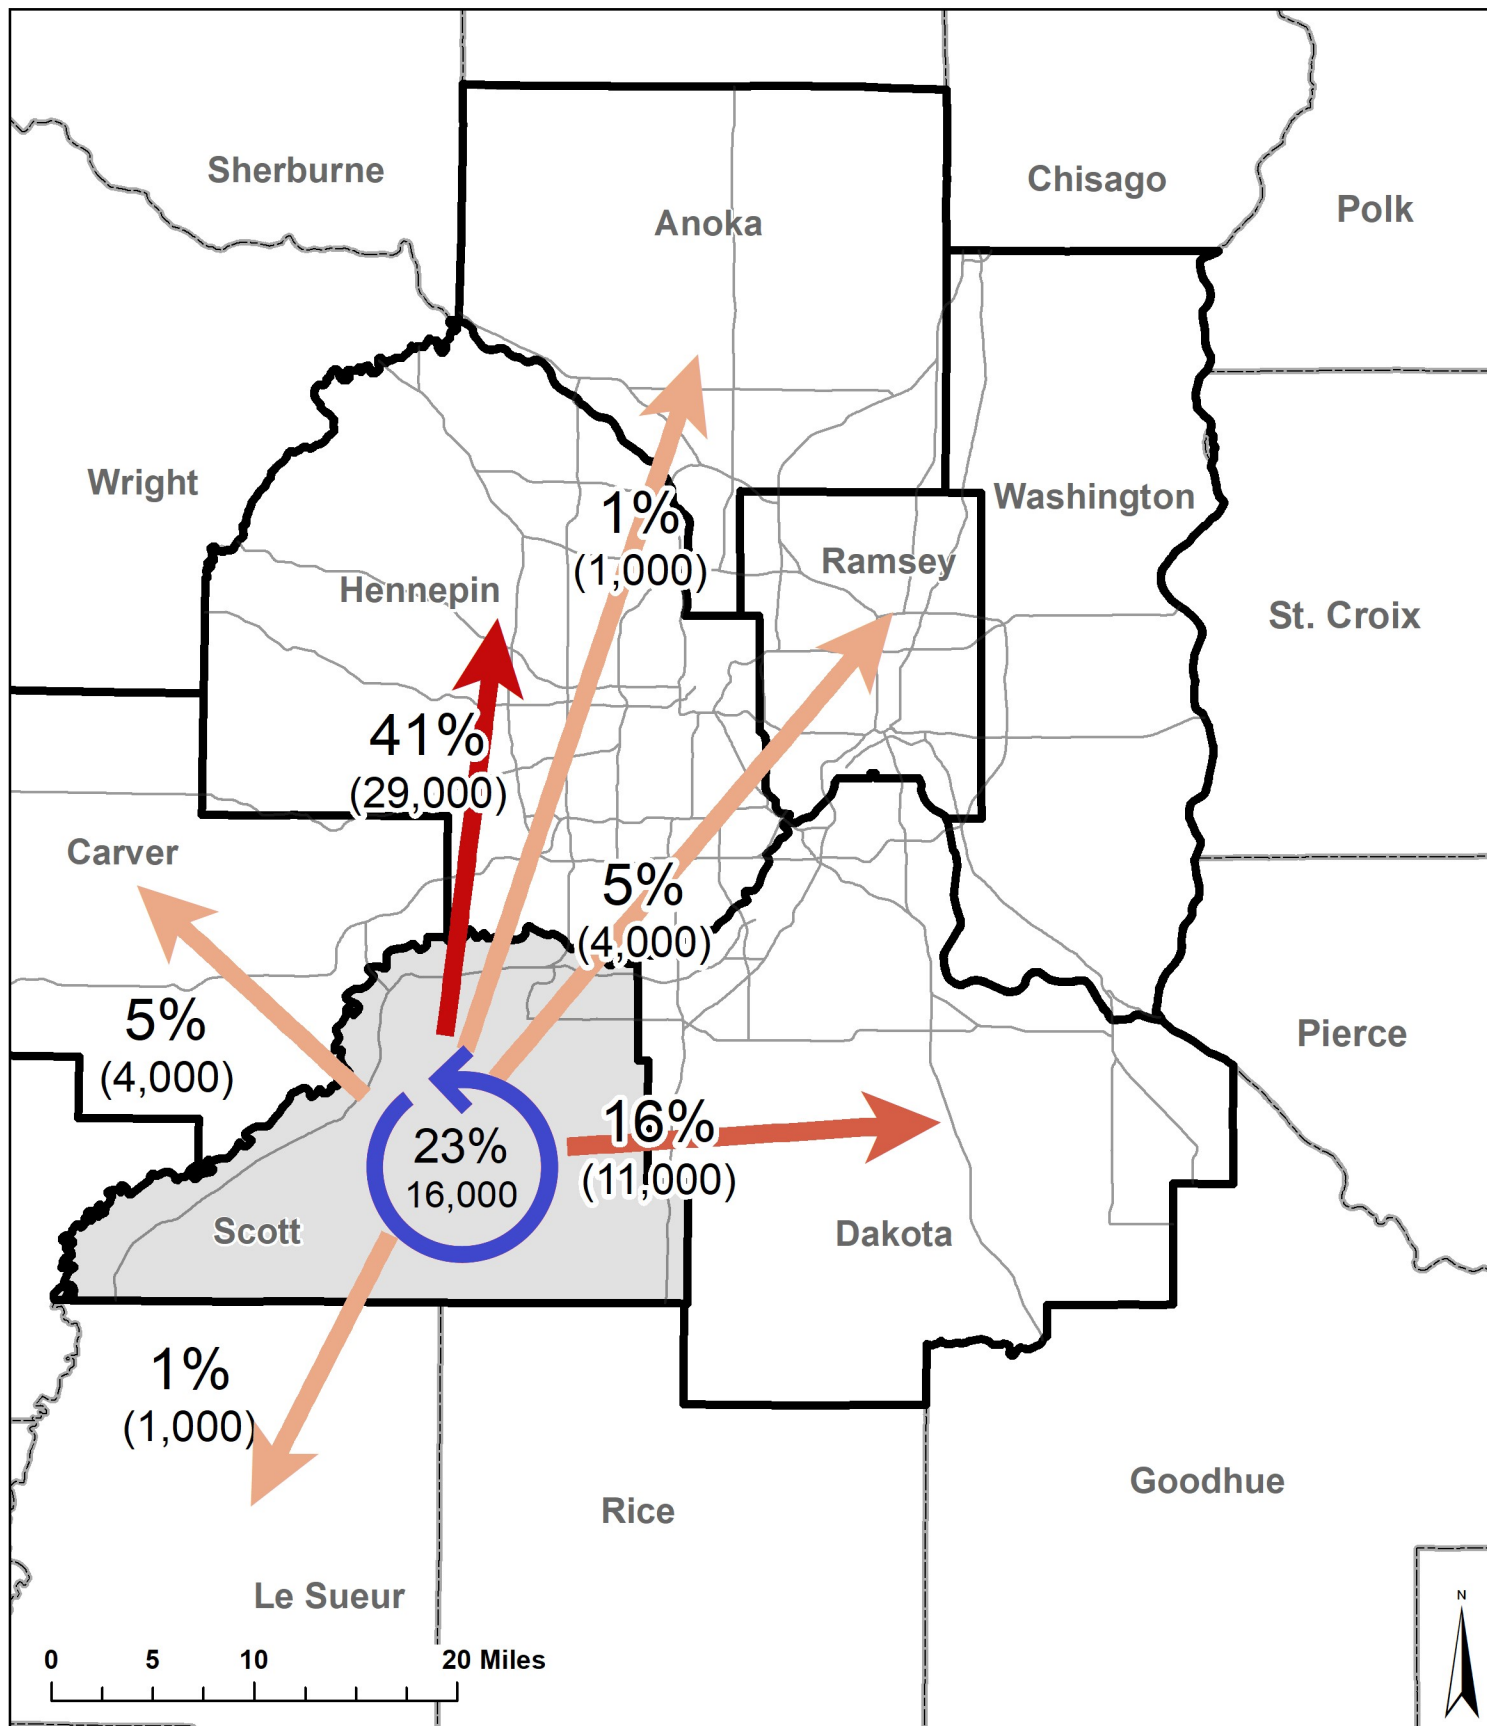 Sherburne
Chisago
Polk
Anoka
Wright
Washington
1%
(1,000)
Ramsey
Hennepin
St. Croix
41%
(29,000)
Carver
5%
(4,000)
5%
(4,000)
Pierce
16%
(11,000)
23%
16,000
Scott
Dakota
1%
(1,000)
Goodhue
Rice
Le Sueur
N
0 5 10 20 Miles